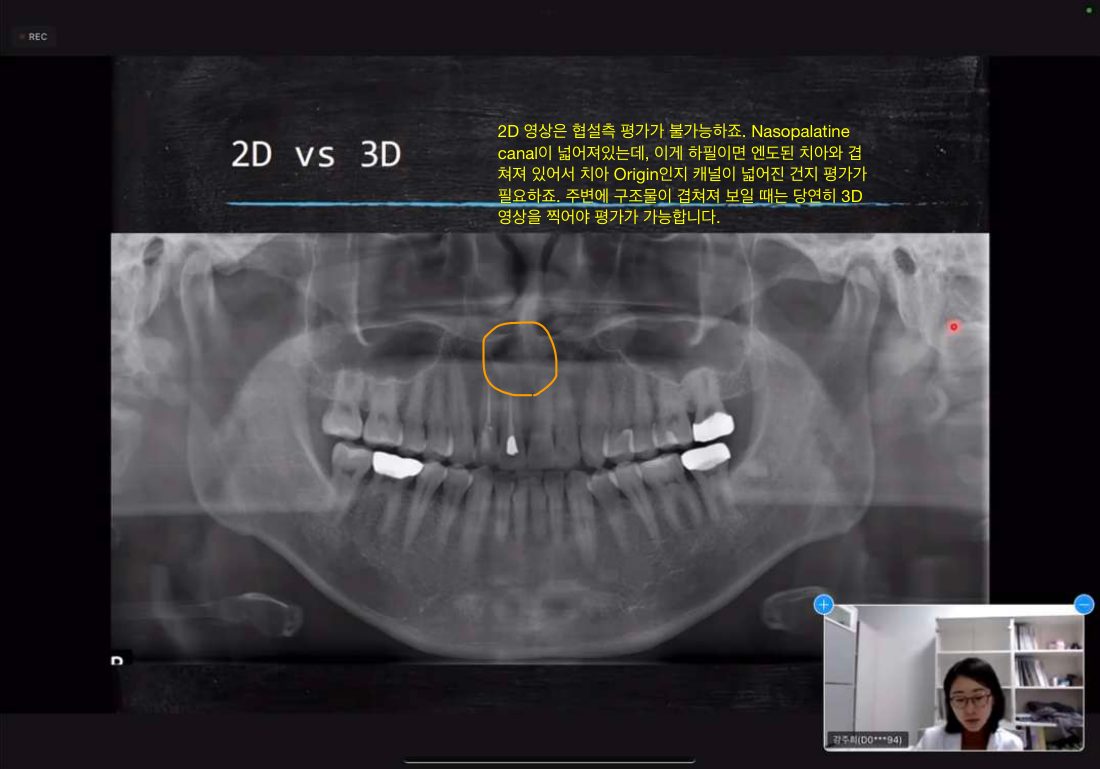 REC
2D vs 3D
2D 영상은 협설측 평가가 불가능하죠. Nasopalatine
canal이 넓어져있는데, 이게 하필이면 엔도된 치아와 겹
쳐져 있어서 치아 Origin인지 캐널이 넓어진 건지 평가가
필요하죠. 주변에 구조물이 겹쳐져 보일 때는 당연히 3D
영상을 찍어야 평가가 가능합니다.
R
강주희(D0***94)